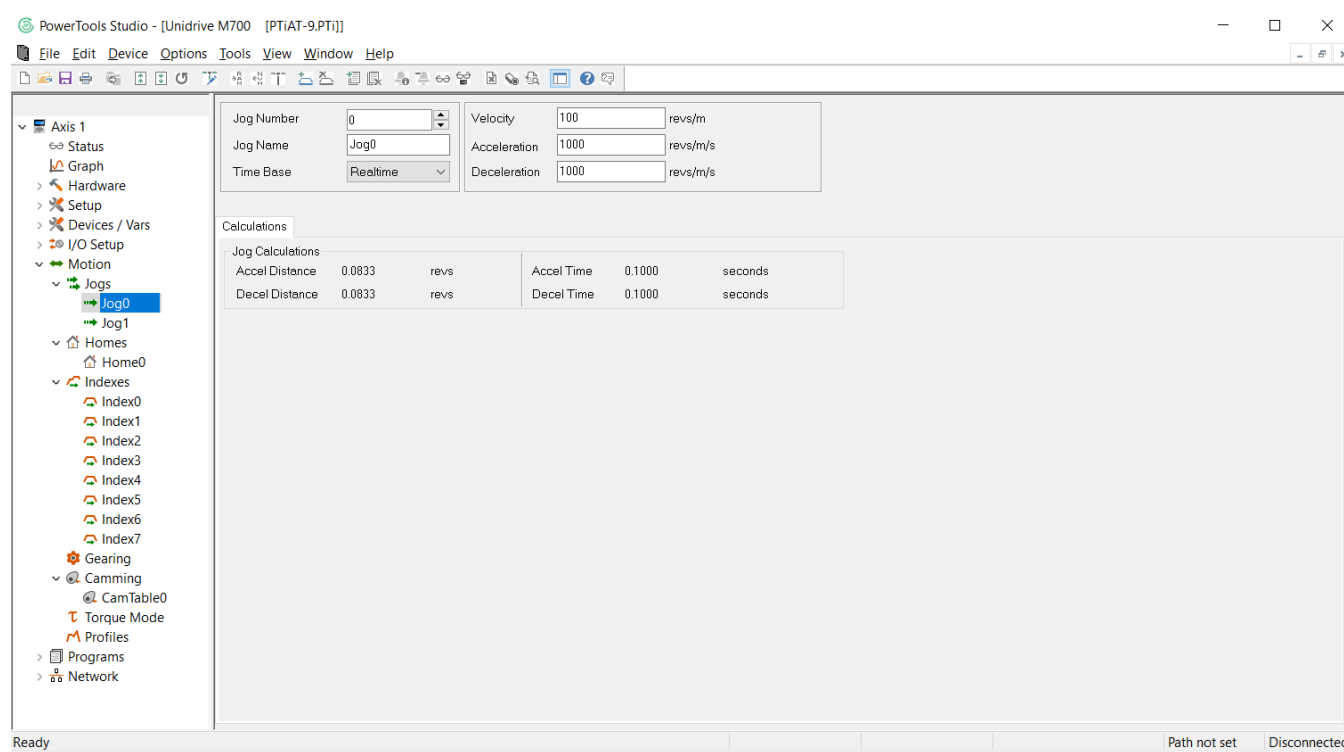 PowerTools Studio - [Unidrive M700   [PTiAT-9.PTi]]
File Edit Device Options Tools View Window Help
Axis 1
Status
Graph
Hardware
Setup
Devices / Vars
I/O Setup
Motion
Jogs
Jog0
Jog1
Homes
Home0
Indexes
Index0
Index1
Index2
Index3
Index4
Index5
Index6
Index7
Gearing
Camming
CamTable0
Torque Mode
Profiles
Programs
Network
Jog Number 0
Jog Name Jog0
Time Base Realtime
Velocity 100 revs/m
Acceleration 1000 revs/m/s
Deceleration 1000 revs/m/s
Calculations
Jog Calculations
Accel Distance 0.0833 revs Accel Time 0.1000 seconds
Decel Distance 0.0833 revs Decel Time 0.1000 seconds
Ready Path not set Disconnected